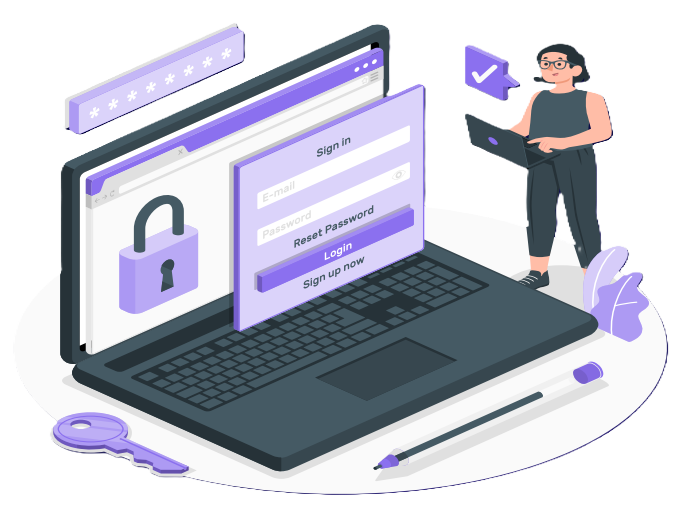 ********
Sign in
E-mail
Password
Reset Password
Login
Sign up now